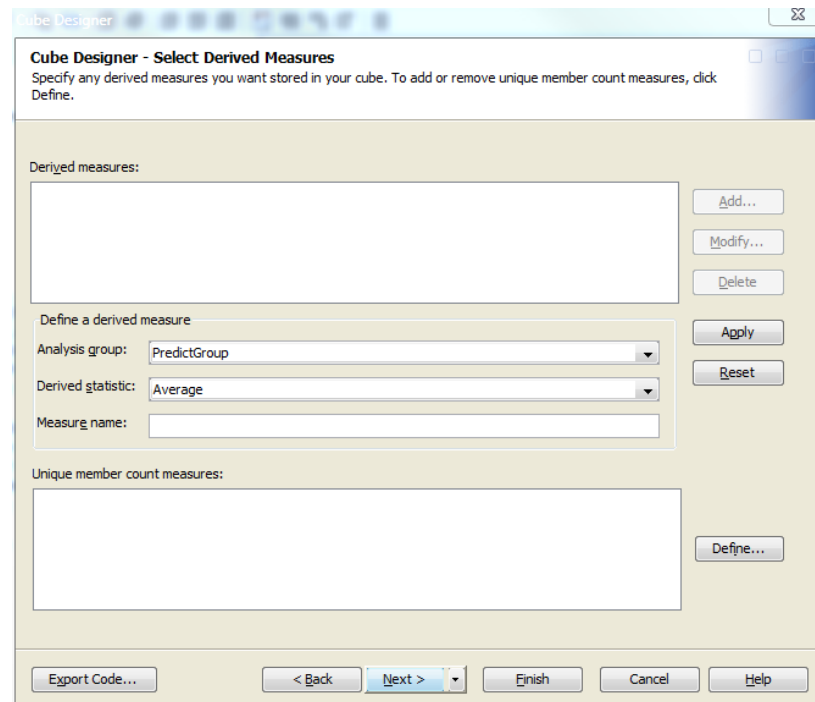 Cube Designer
Cube Designer - Select Derived Measures
Specify any derived measures you want stored in your cube. To add or remove unique member count measures, click
Define.
Derived measures:
Add...
Modify...
Delete
Define a derived measure
Analysis group:
PredictGroup
Apply
Derived statistic:
Average
Reset
Measure name:
Unique member count measures:
Define...
Export Code...
< Back
Next >
Finish
Cancel
Help